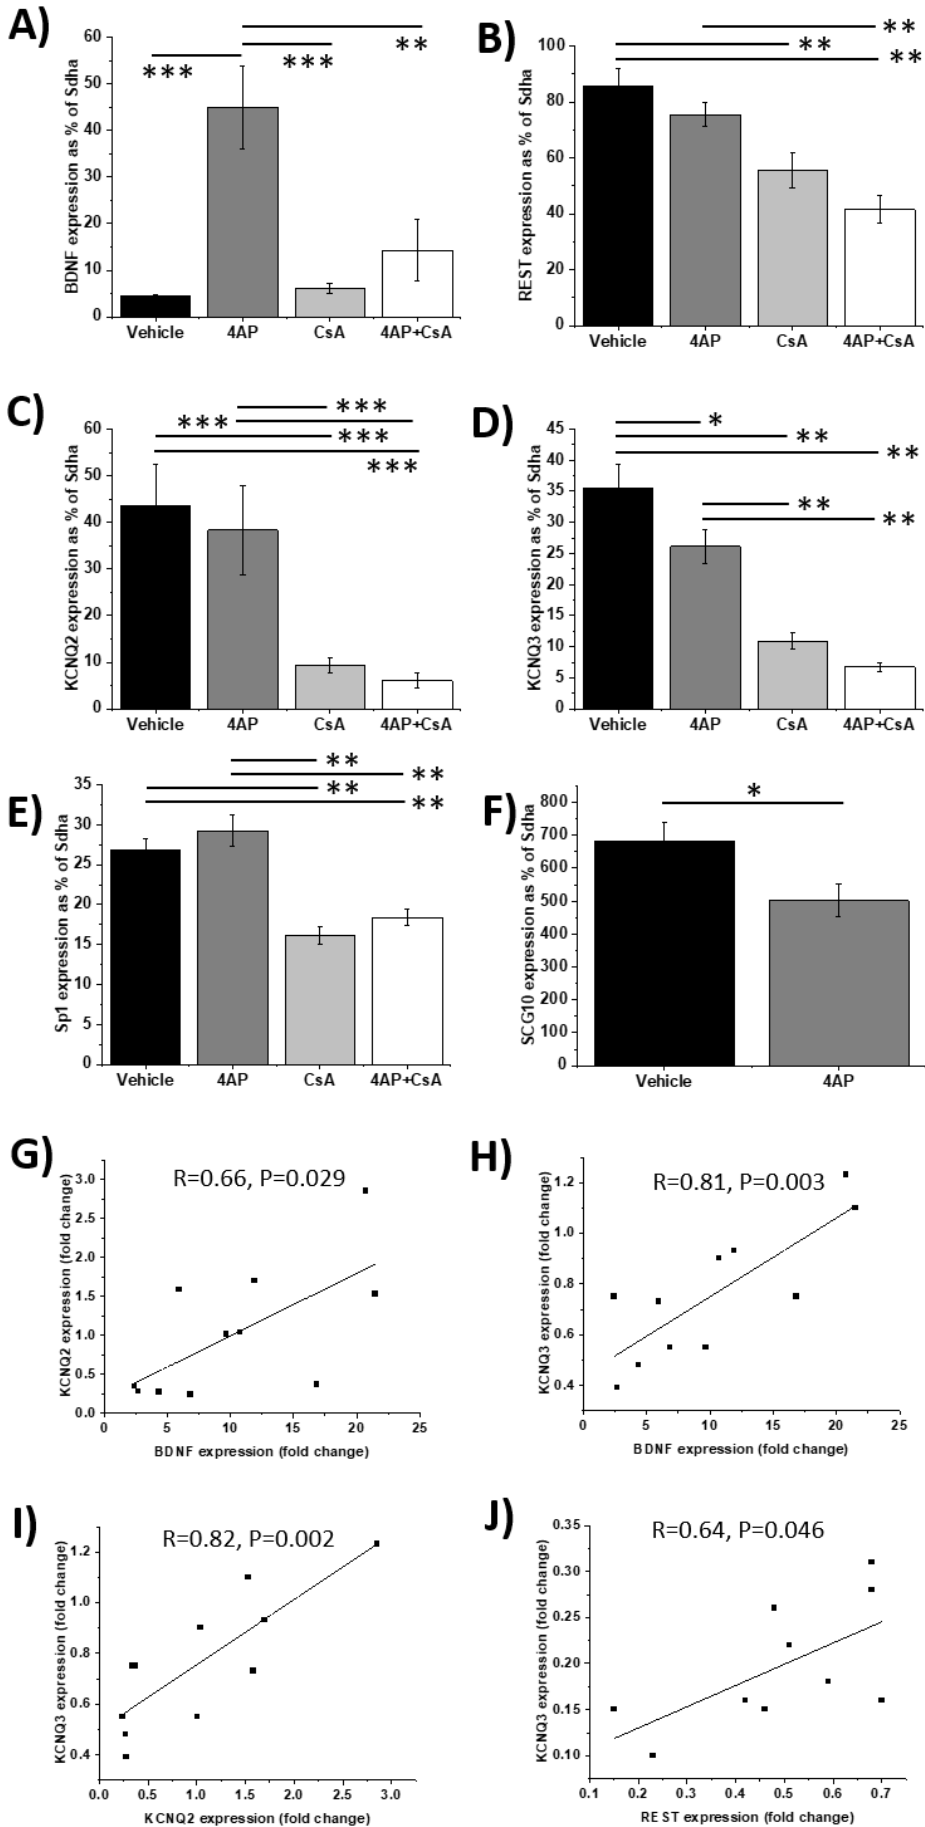 A)
BDNF expression as % of Sdha
60
50
40
30
20
10
0
Vehicle 4AP CsA 4AP+CsA
***
***
**
B)
REST expression as % of Sdha
100
80
60
40
20
0
Vehicle 4AP CsA 4AP+CsA
**
**
**
C)
KCNQ2 expression as % of Sdha
60
50
40
30
20
10
0
Vehicle 4AP CsA 4AP+CsA
***
***
***
***
D)
KCNQ3 expression as % of Sdha
45
40
35
30
25
20
15
10
5
0
Vehicle 4AP CsA 4AP+CsA
*
**
**
**
**
E)
Sp1 expression as % of Sdha
35
30
25
20
15
10
5
0
Vehicle 4AP CsA 4AP+CsA
**
**
**
**
F)
SCG10 expression as % of Sdha
800
700
600
500
400
300
200
100
0
Vehicle 4AP
*
G)
R=0.66, P=0.029
KCNQ2 expression (fold change)
3.0
2.5
2.0
1.5
1.0
0.5
0.0
0 5 10 15 20 25
BDNF expression (fold change)
H)
R=0.81, P=0.003
KCNQ3 expression (fold change)
1.2
1.0
0.8
0.6
0.4
0 5 10 15 20 25
BDNF expression (fold change)
I)
R=0.82, P=0.002
KCNQ3 expression (fold change)
1.2
1.0
0.8
0.6
0.4
0.0 0.5 1.0 1.5 2.0 2.5 3.0
KCNQ2 expression (fold change)
J)
R=0.64, P=0.046
KCNQ3 expression (fold change)
0.35
0.30
0.25
0.20
0.15
0.10
0.1 0.2 0.3 0.4 0.5 0.6 0.7
REST expression (fold change)